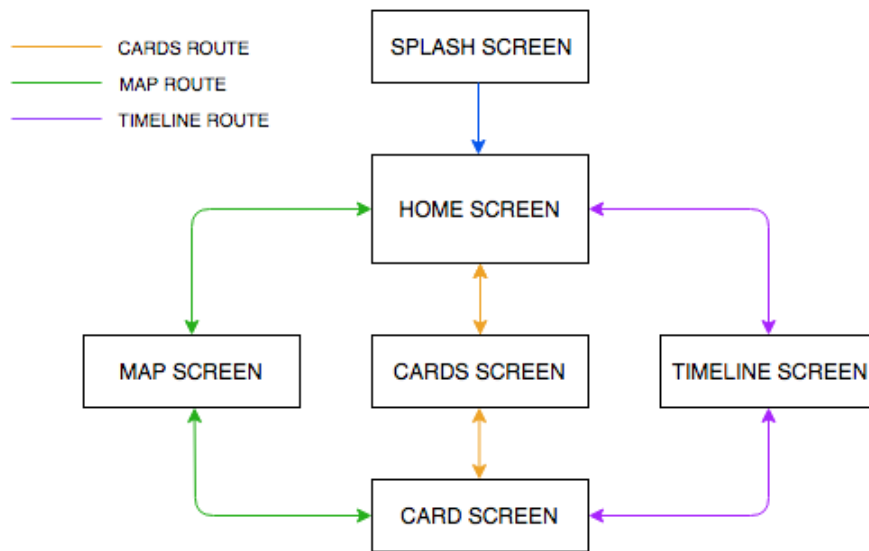 CARDS ROUTE
MAP ROUTE
TIMELINE ROUTE
SPLASH SCREEN
HOME SCREEN
MAP SCREEN
CARDS SCREEN
TIMELINE SCREEN
CARD SCREEN